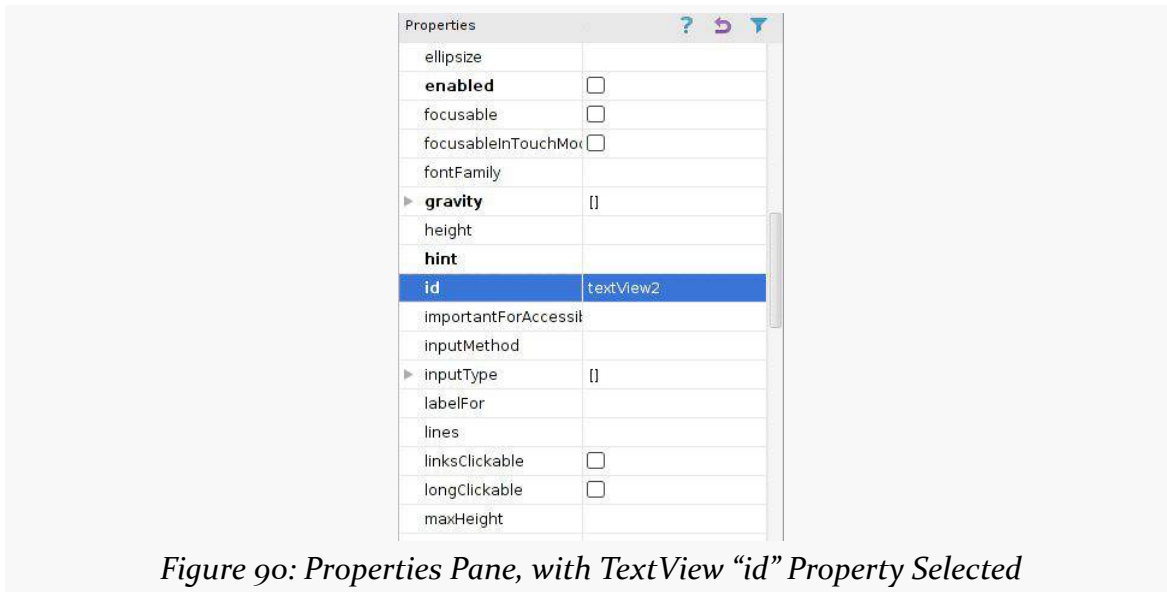 Properties ?
ellipsize
enabled
focusable
focusableInTouchMo
fontFamily
gravity []
height
hint
id textView2
importantForAccessib
inputMethod
inputType []
labelFor
lines
linksClickable
longClickable
maxHeight
Figure 90: Properties Pane, with TextView “id” Property Selected